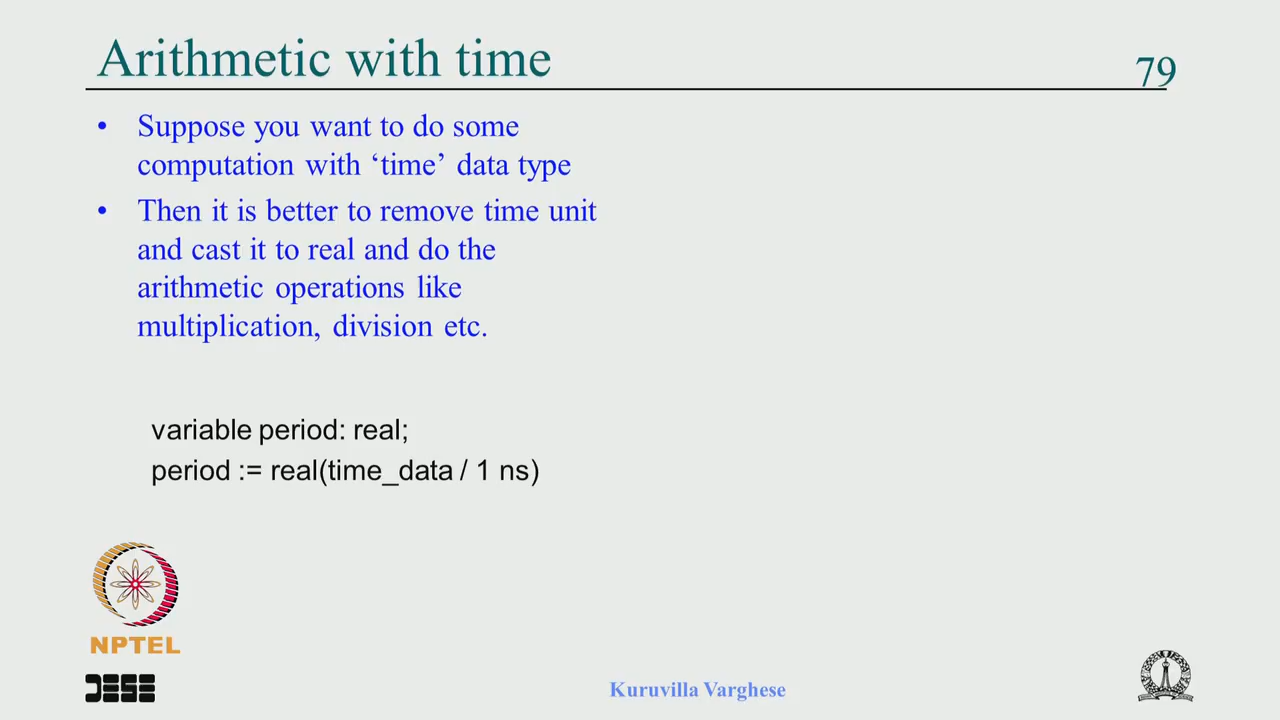 Arithmetic with time
79
• Suppose you want to do some
computation with ‘time’ data type
• Then it is better to remove time unit
and cast it to real and do the
arithmetic operations like
multiplication, division etc.
variable period: real;
period := real(time_data / 1 ns)
NPTEL
DESE
Kuruvilla Varghese